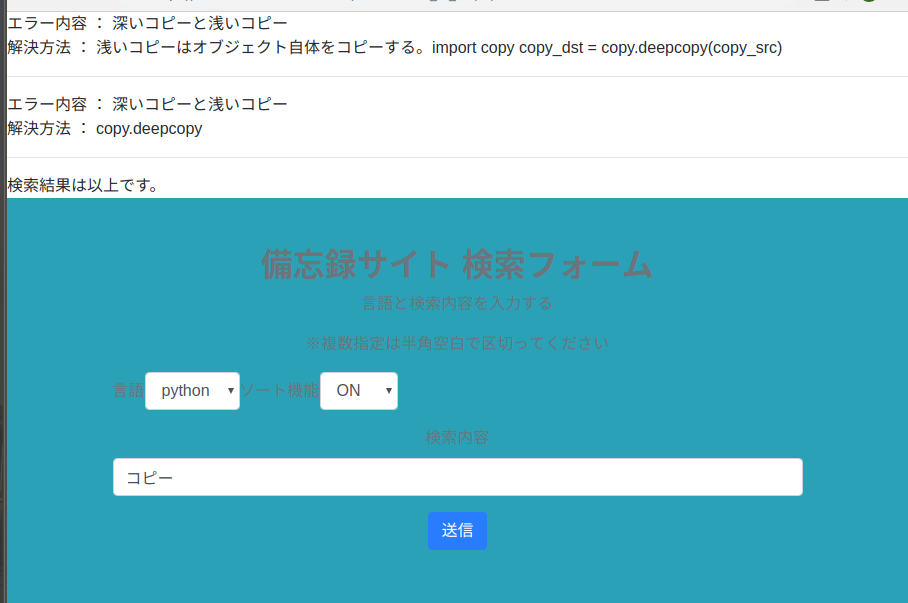 エラー内容 ： 深いコピーと浅いコピー
解決方法 ： 浅いコピーはオブジェクト自体をコピーする。import copy copy_dst = copy.deepcopy(copy_src)
エラー内容 ： 深いコピーと浅いコピー
解決方法 ： copy.deepcopy
検索結果は以上です。
備忘録サイト 検索フォーム
言語と検索内容を入力する
※複数指定は半角空白で区切ってください
言語 python ソート機能 ON
検索内容
コピー
送信